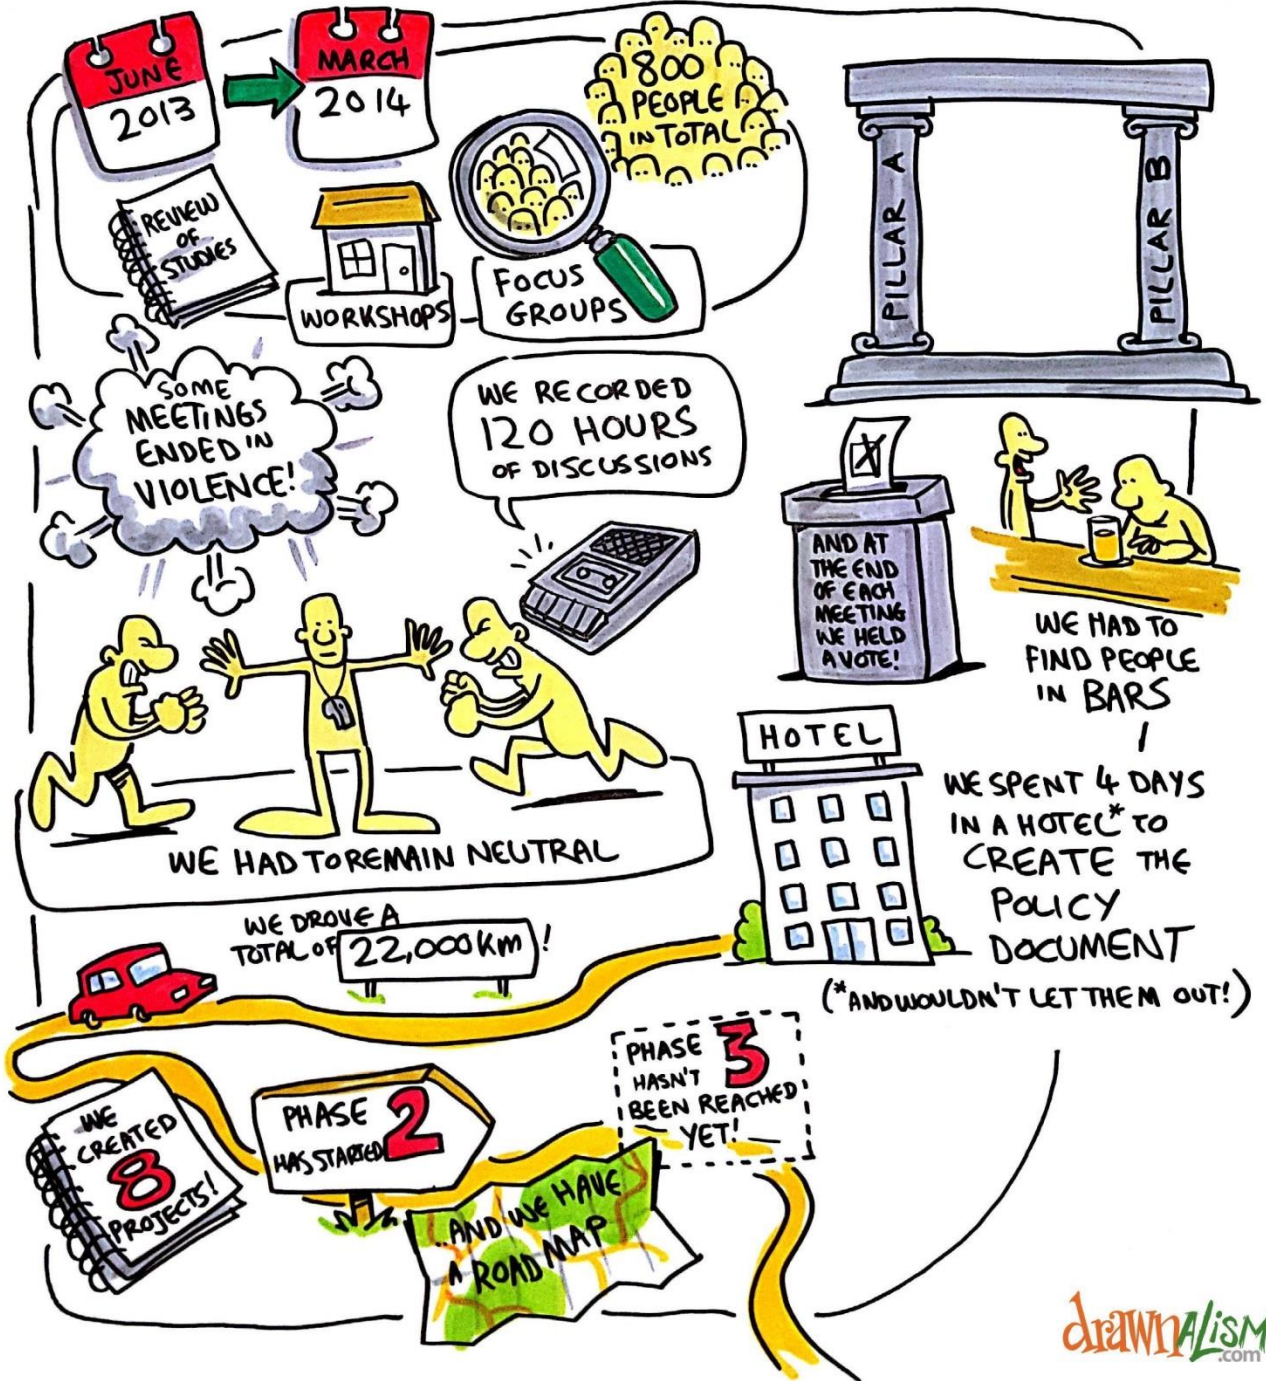 JUNE
2013
MARCH
2014
800
PEOPLE
IN TOTAL
REVIEW
OF
STUDIES
WORKSHOPS
FOCUS
GROUPS
PILLAR A
PILLAR B
SOME
MEETINGS
ENDED IN
VIOLENCE!
WE RECORDED
120 HOURS
OF DISCUSSIONS
AND AT
THE END
OF EACH
MEETING
WE HELD
A VOTE!
WE HAD TO
FIND PEOPLE
IN BARS
WE HAD TO REMAIN NEUTRAL
HOTEL
WE SPENT 4 DAYS
IN A HOTEL* TO
CREATE THE
POLICY
DOCUMENT
(*AND WOULDN'T LET THEM OUT!)
WE DROVE A
TOTAL OF 22,000km!
WE
CREATED
8
PROJECTS!
PHASE 2
HAS STARTED
PHASE 3
HASN'T
BEEN REACHED
YET!
..AND WE HAVE
A ROAD MAP
drawnALism
.com